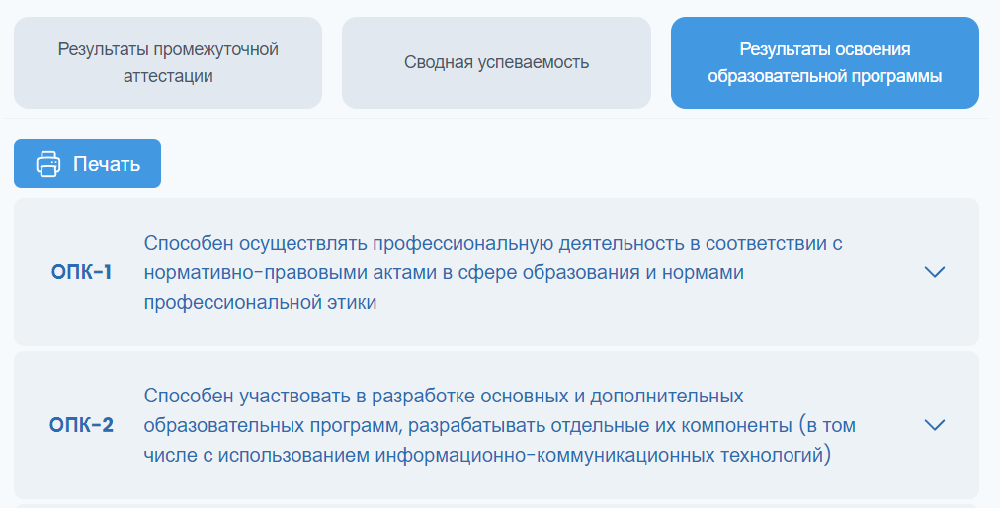 Результаты промежуточной
аттестации
Сводная успеваемость
Результаты освоения
образовательной программы
Печать
ОПК-1
Способен осуществлять профессиональную деятельность в соответствии с
нормативно-правовыми актами в сфере образования и нормами
профессиональной этики
ОПК-2
Способен участвовать в разработке основных и дополнительных
образовательных программ, разрабатывать отдельные их компоненты (в том
числе с использованием информационно-коммуникационных технологий)